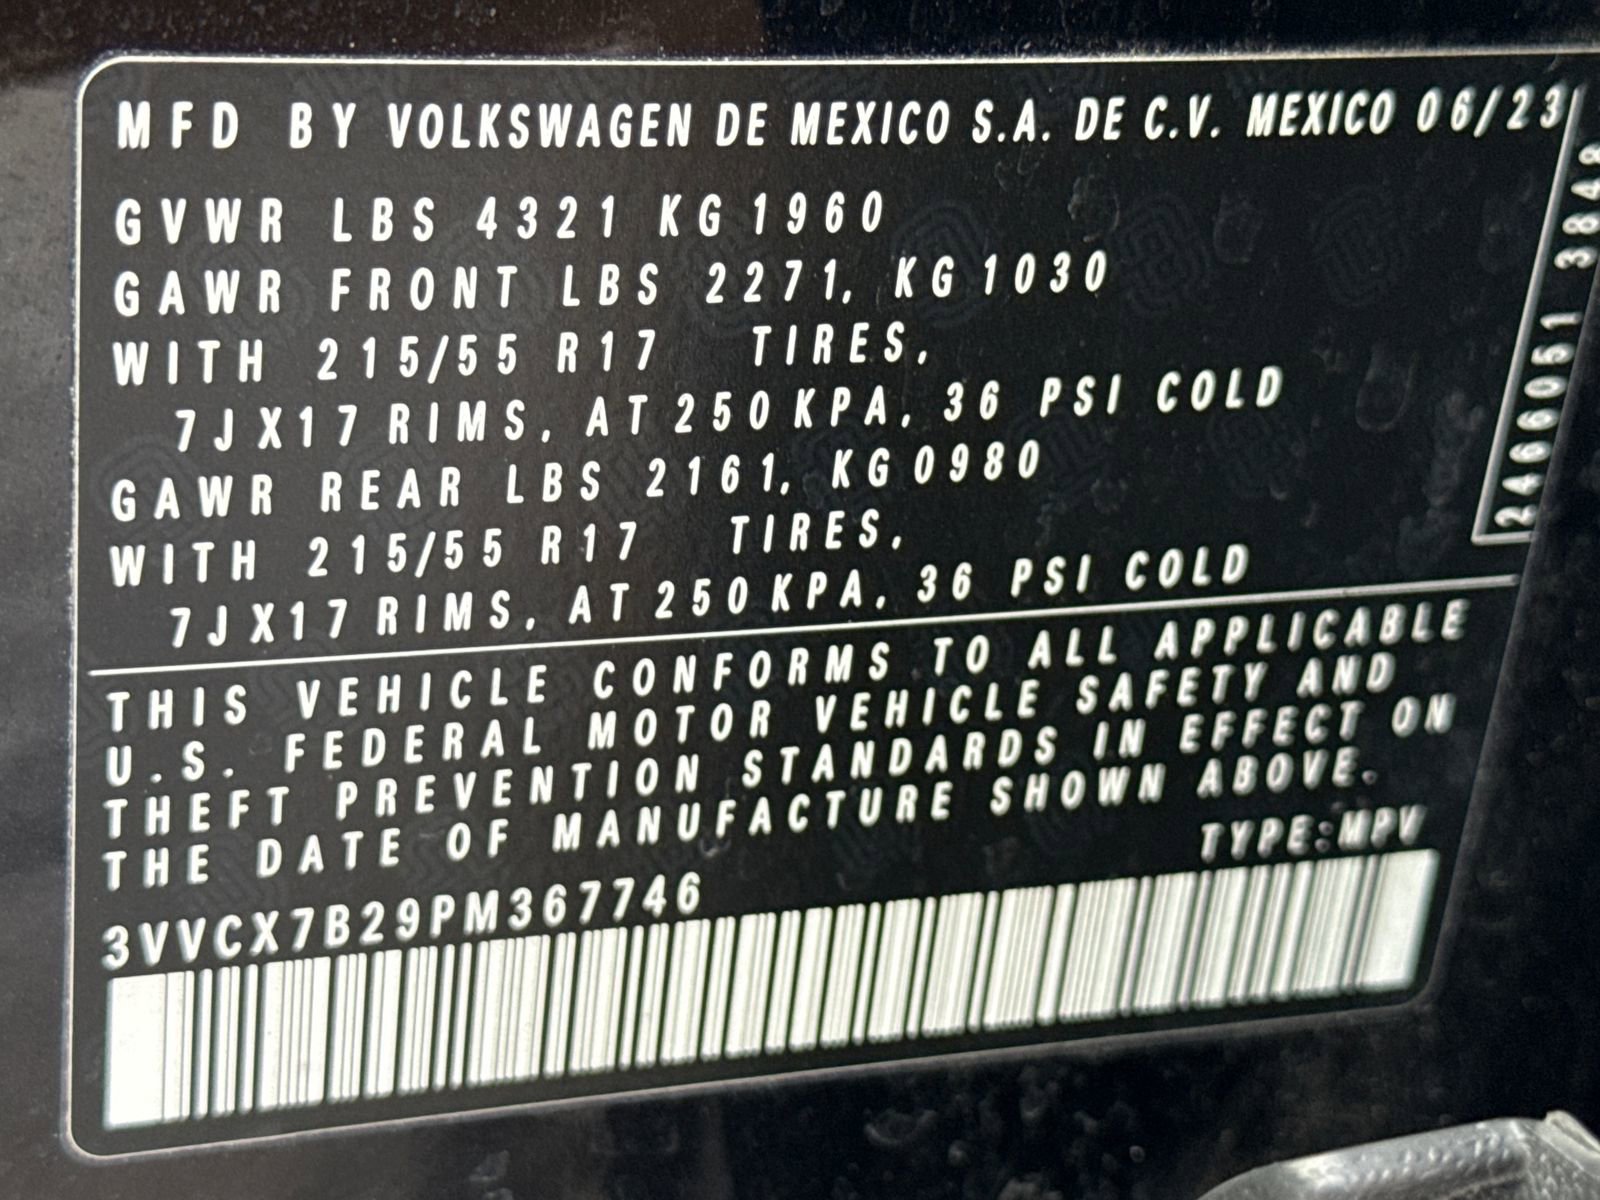 MFD BY VOLKSWAGEN DE MEXICO S.A. DE C.V. MEXICO 06/23
GVWR LBS 4321 KG 1960
GAWR FRONT LBS 2271, KG 1030
WITH 215/55 R17 TIRES,
7JX17 RIMS, AT 250 KPA, 36 PSI COLD
GAWR REAR LBS 2161, KG 0980
WITH 215/55 R17 TIRES,
7JX17 RIMS, AT 250 KPA, 36 PSI COLD
THIS VEHICLE CONFORMS TO ALL APPLICABLE
U.S. FEDERAL MOTOR VEHICLE SAFETY AND
THEFT PREVENTION STANDARDS IN EFFECT ON
THE DATE OF MANUFACTURE SHOWN ABOVE.
TYPE:MPV
3VVCX7B29PM367746
2466051 3848